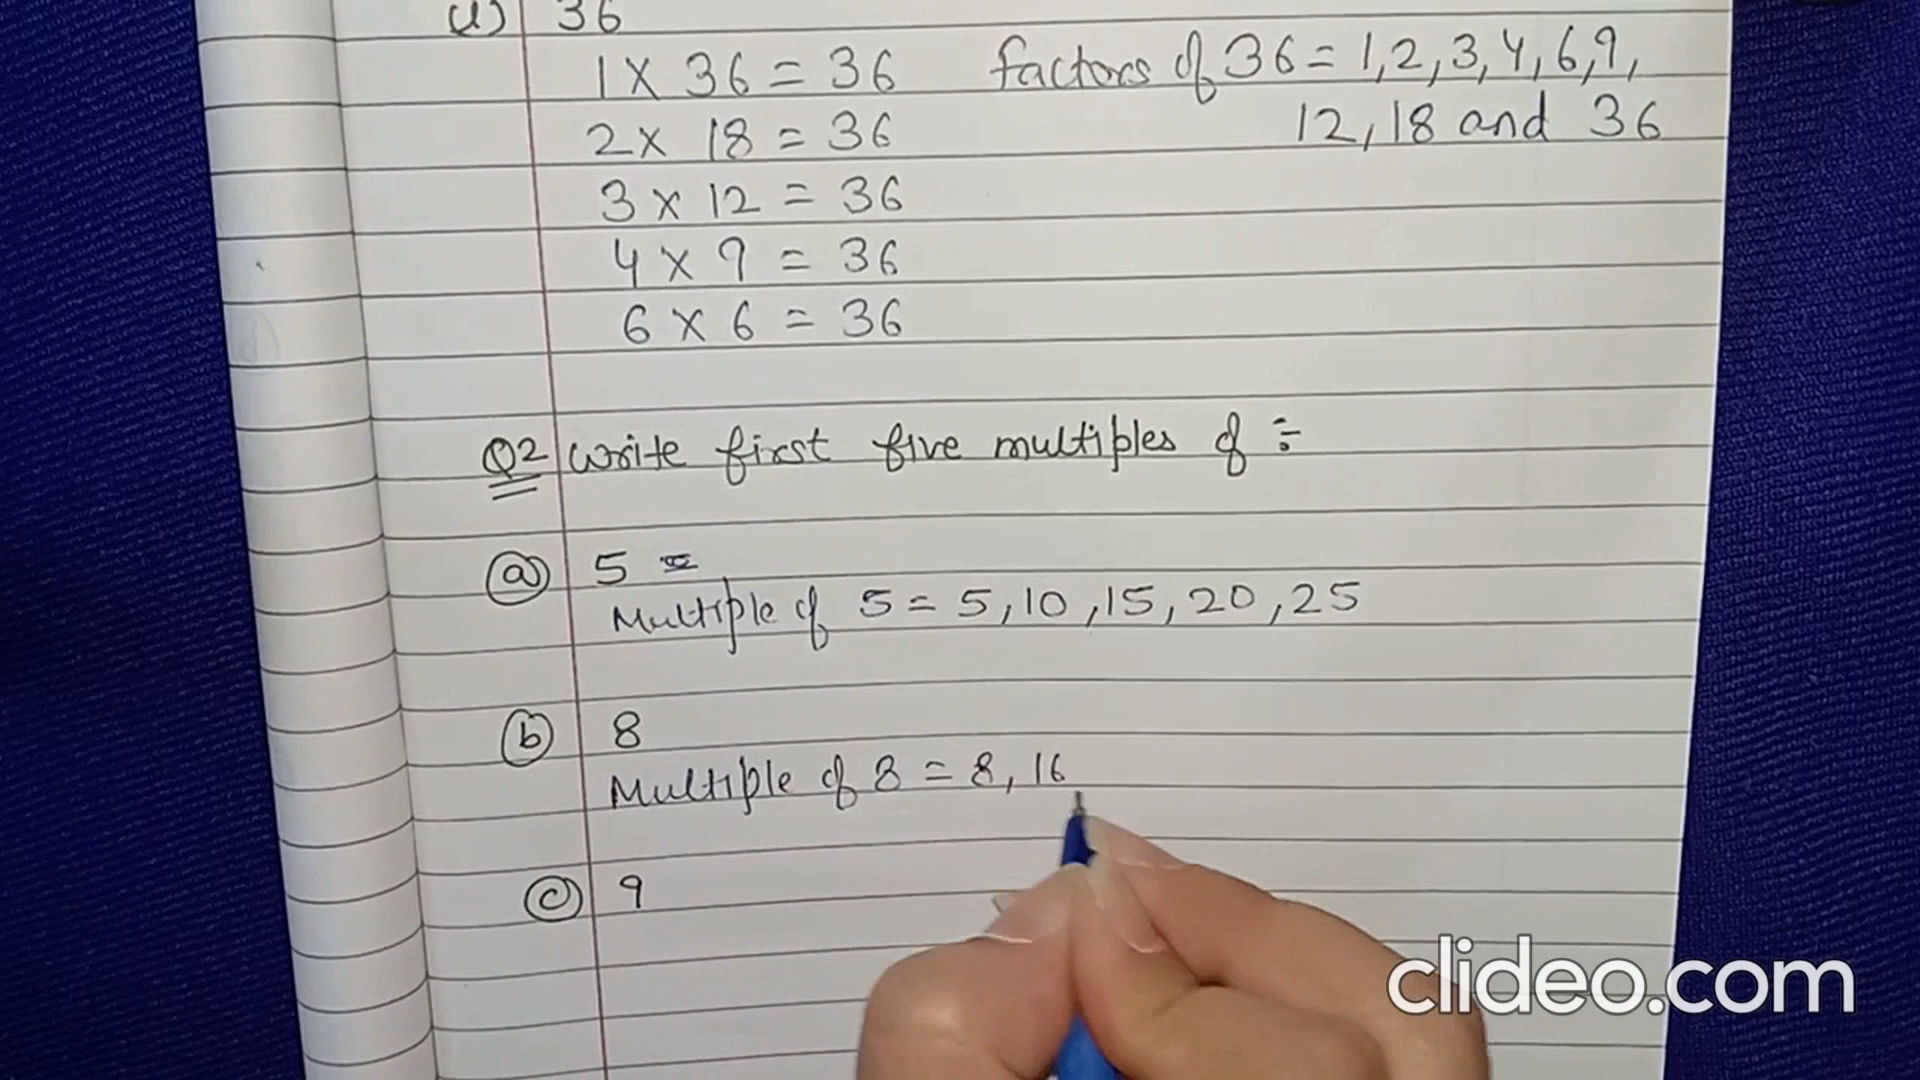 36
1 X 36 = 36 factors of 36 = 1,2,3,4,6,9,
2 x 18 = 36 12,18 and 36
3 x 12 = 36
4 x 9 = 36
6 x 6 = 36
Q2 Write first five multiples of ÷
(a) 5 =
Multiple of 5 = 5,10,15,20,25
(b) 8
Multiple of 8 = 8,16
(c) 9
clideo.com